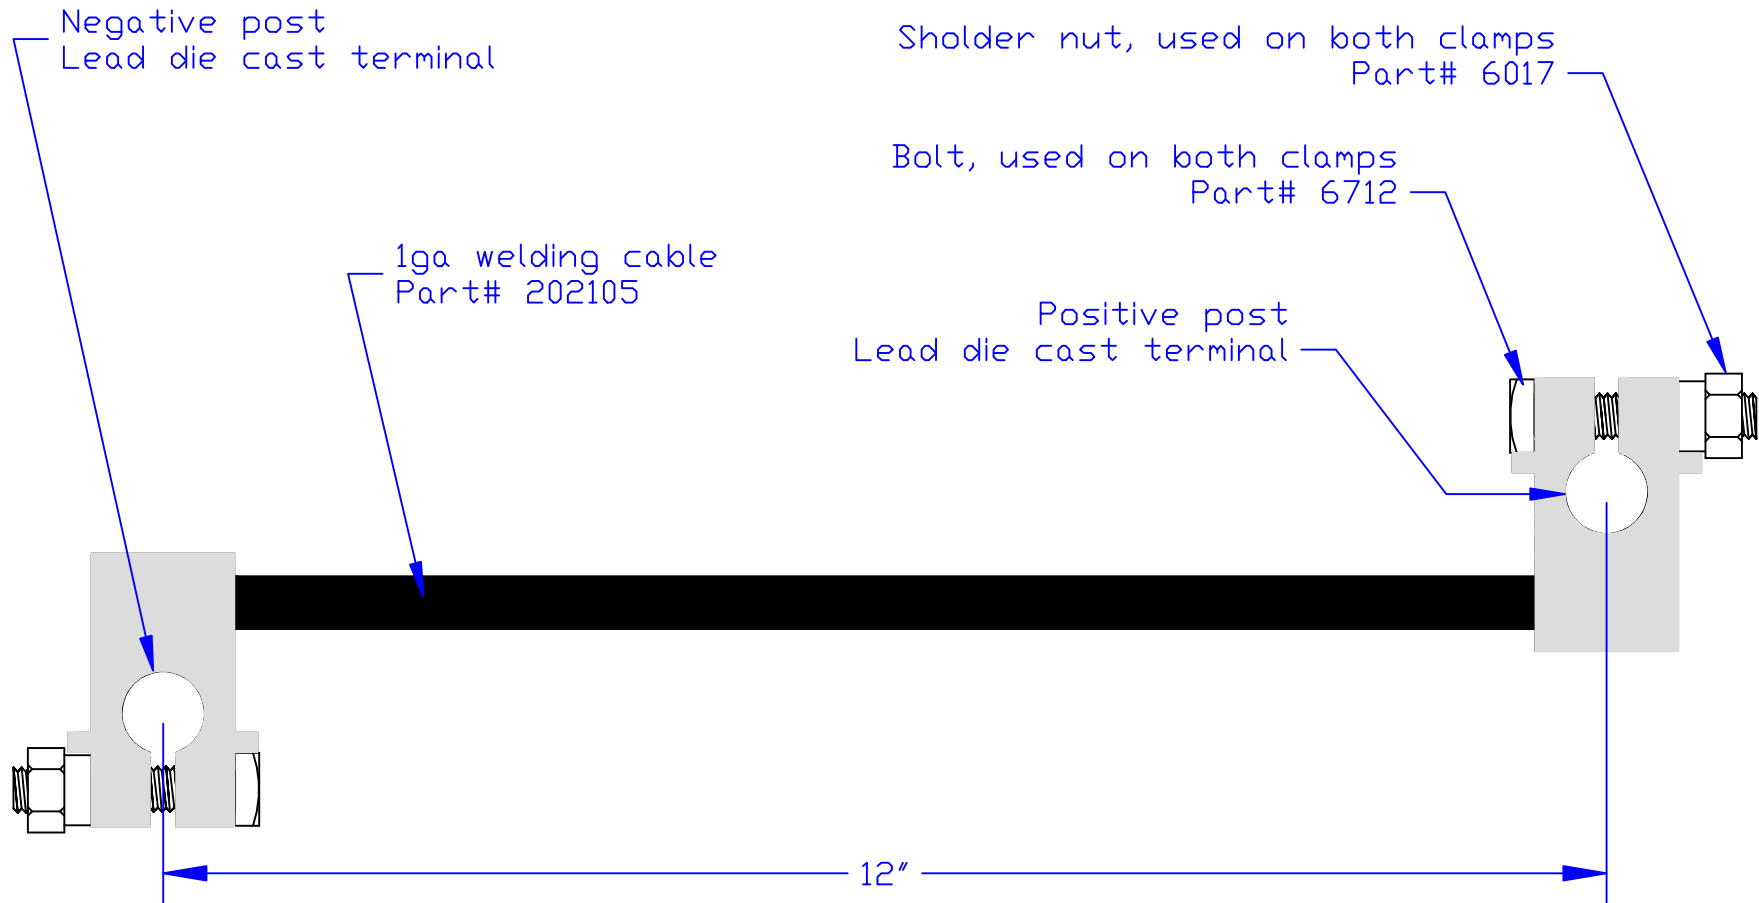 Negative post
Lead die cast terminal
Sholder nut, used on both clamps
Part# 6017
Bolt, used on both clamps
Part# 6712
1ga welding cable
Part# 202105
Positive post
Lead die cast terminal
12"